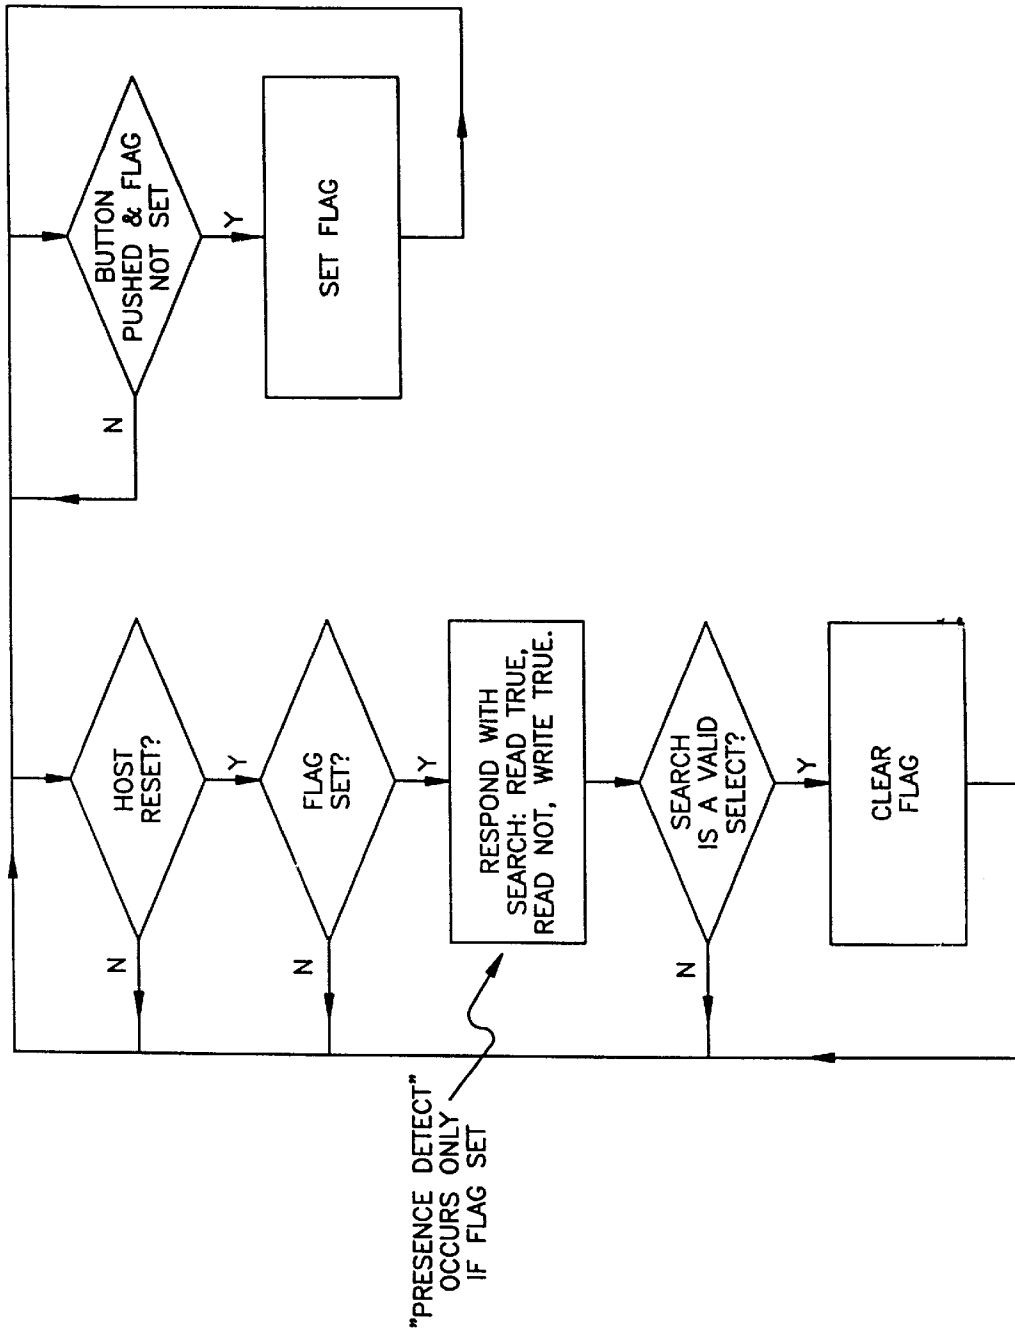 "PRESENCE DETECT"
OCCURS ONLY
IF FLAG SET
HOST
RESET?
N
Y
FLAG
SET?
N
Y
RESPOND WITH
SEARCH: READ TRUE,
READ NOT, WRITE TRUE.
SEARCH
IS A VALID
SELECT?
N
Y
CLEAR
FLAG
BUTTON
PUSHED & FLAG
NOT SET
N
Y
SET FLAG